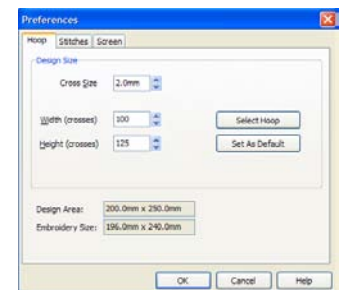 Preferences
Hoop Stitches Screen
Design Size
Cross Size 2.0mm
Width (crosses) 100 Select Hoop
Height (crosses) 125 Set As Default
Design Area: 200.0mm x 250.0mm
Embroidery Size: 196.0mm x 240.0mm
OK Cancel Help